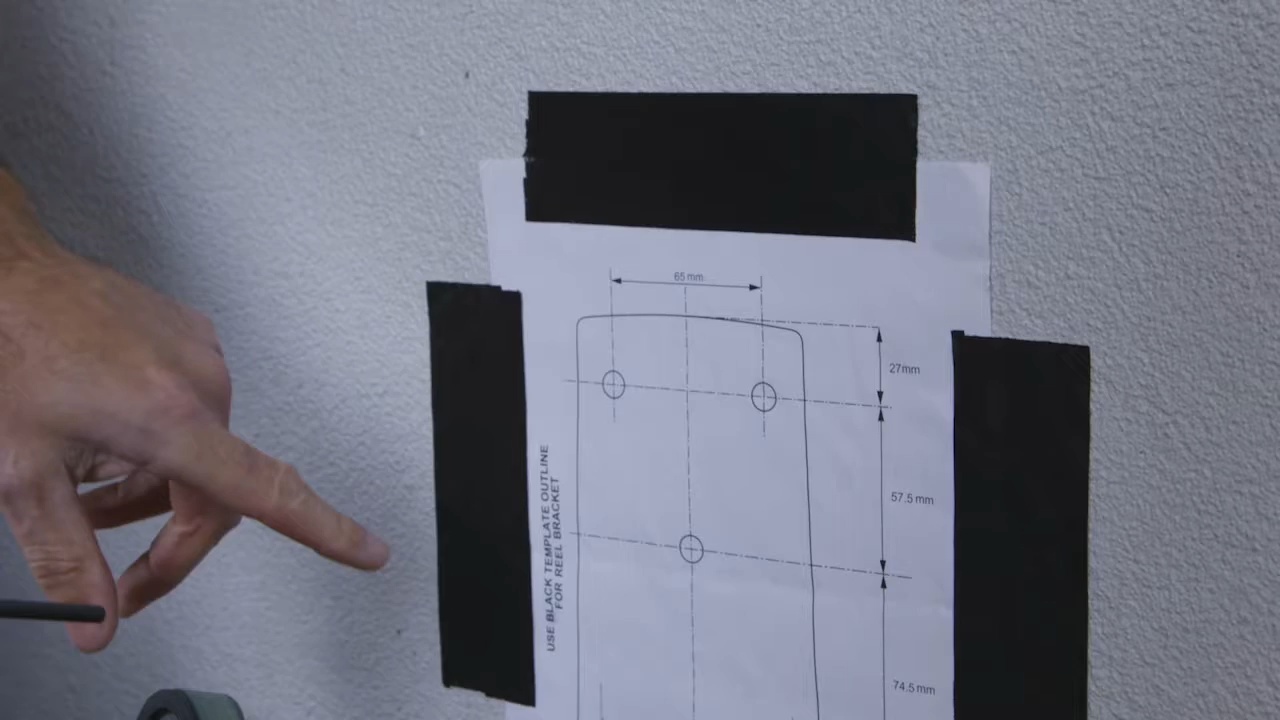 65 mm
27mm
57.5 mm
USE BLACK TEMPLATE OUTLINE
FOR REEL BRACKET
74.5 mm